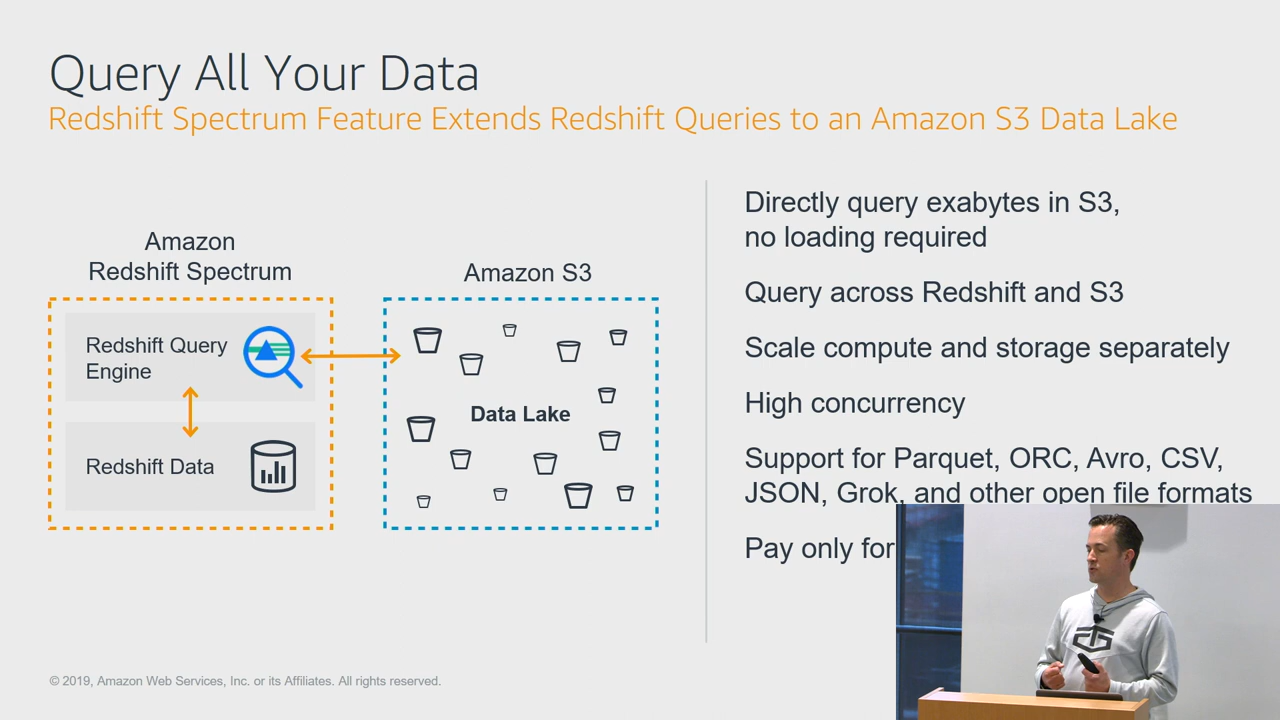 Query All Your Data
Redshift Spectrum Feature Extends Redshift Queries to an Amazon S3 Data Lake
Amazon
Redshift Spectrum
Redshift Query
Engine
Redshift Data
Amazon S3
Data Lake
Directly query exabytes in S3,
no loading required
Query across Redshift and S3
Scale compute and storage separately
High concurrency
Support for Parquet, ORC, Avro, CSV,
JSON, Grok, and other open file formats
Pay only for
© 2019, Amazon Web Services, Inc. or its Affiliates. All rights reserved.